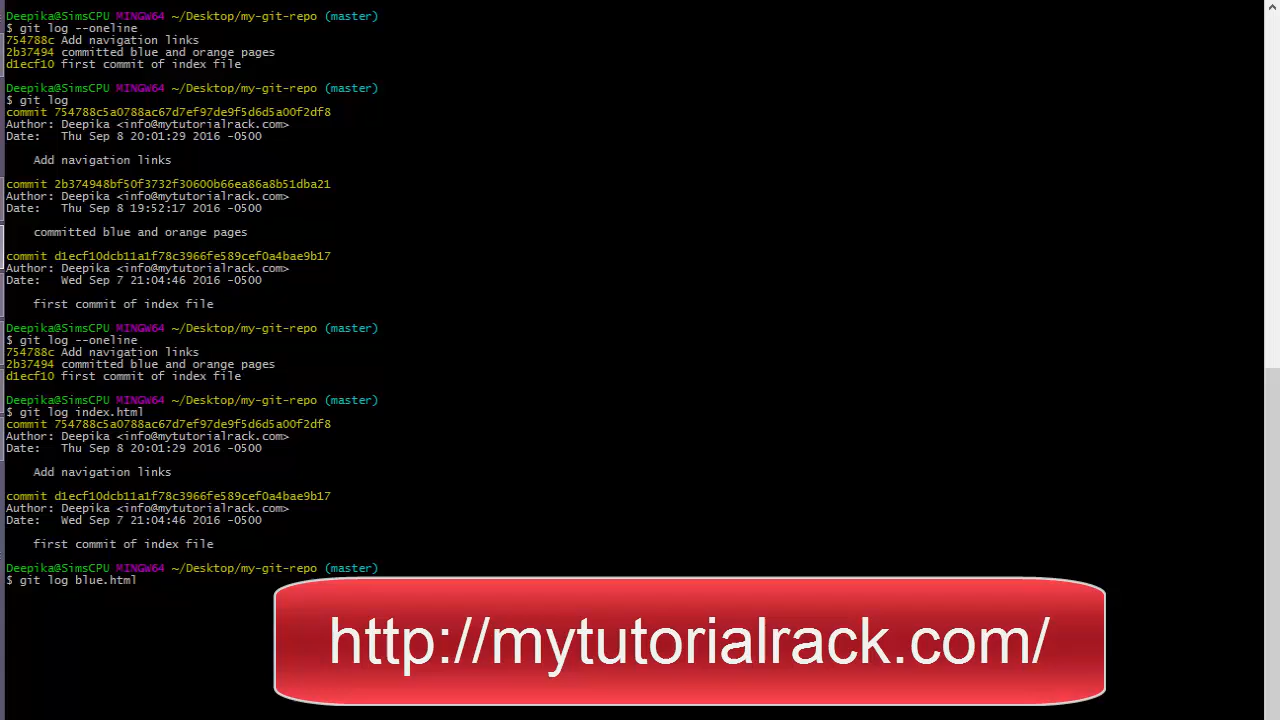 Deepika@SimsCPU MINGW64 ~/Desktop/my-git-repo (master)
$ git log --oneline
754788c Add navigation links
2b37494 committed blue and orange pages
d1ecf10 first commit of index file
Deepika@SimsCPU MINGW64 ~/Desktop/my-git-repo (master)
$ git log
commit 754788c5a0788ac67d7ef97de9f5d6d5a00f2df8
Author: Deepika <info@mytutorialrack.com>
Date:   Thu Sep 8 20:01:29 2016 -0500
Add navigation links
commit 2b374948bf50f3732f30600b66ea86a8b51dba21
Author: Deepika <info@mytutorialrack.com>
Date:   Thu Sep 8 19:52:17 2016 -0500
committed blue and orange pages
commit d1ecf10dcb11a1f78c3966fe589cef0a4bae9b17
Author: Deepika <info@mytutorialrack.com>
Date:   Wed Sep 7 21:04:46 2016 -0500
first commit of index file
Deepika@SimsCPU MINGW64 ~/Desktop/my-git-repo (master)
$ git log --oneline
754788c Add navigation links
2b37494 committed blue and orange pages
d1ecf10 first commit of index file
Deepika@SimsCPU MINGW64 ~/Desktop/my-git-repo (master)
$ git log index.html
commit 754788c5a0788ac67d7ef97de9f5d6d5a00f2df8
Author: Deepika <info@mytutorialrack.com>
Date:   Thu Sep 8 20:01:29 2016 -0500
Add navigation links
commit d1ecf10dcb11a1f78c3966fe589cef0a4bae9b17
Author: Deepika <info@mytutorialrack.com>
Date:   Wed Sep 7 21:04:46 2016 -0500
first commit of index file
Deepika@SimsCPU MINGW64 ~/Desktop/my-git-repo (master)
$ git log blue.html
http://mytutorialrack.com/